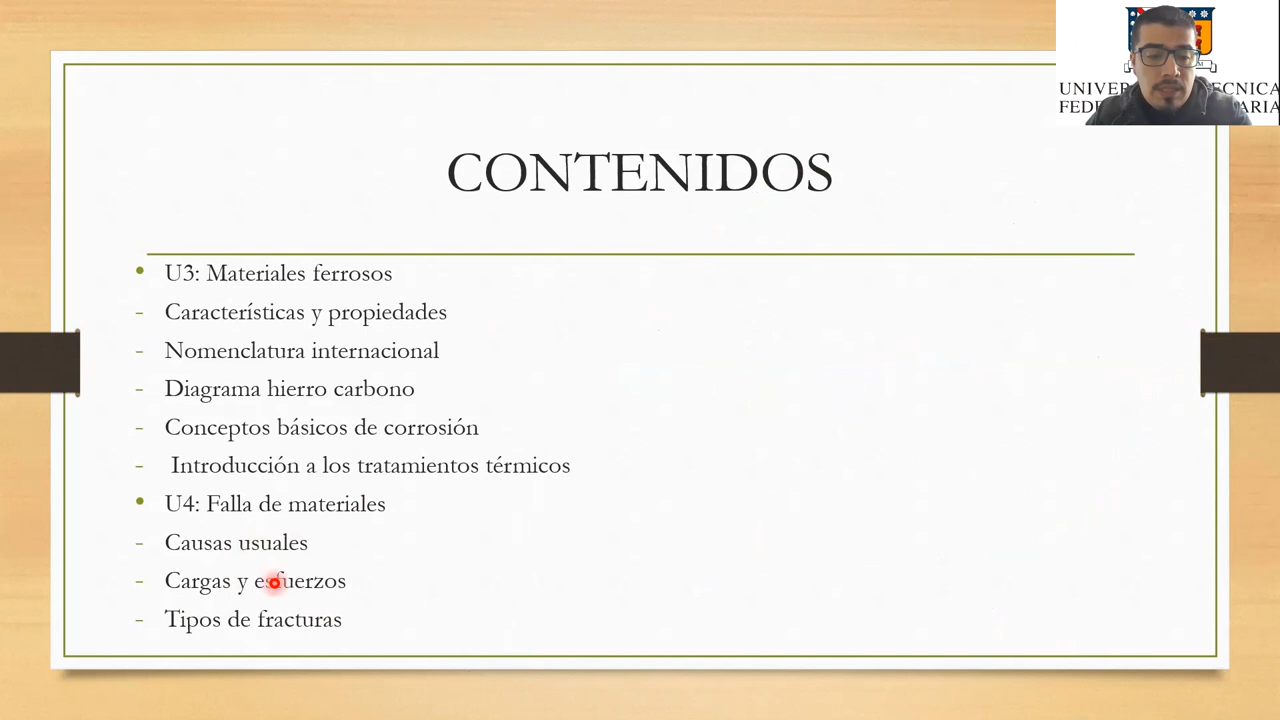 CONTENIDOS
• U3: Materiales ferrosos
- Características y propiedades
- Nomenclatura internacional
- Diagrama hierro carbono
- Conceptos básicos de corrosión
- Introducción a los tratamientos térmicos
• U4: Falla de materiales
- Causas usuales
- Cargas y esfuerzos
- Tipos de fracturas